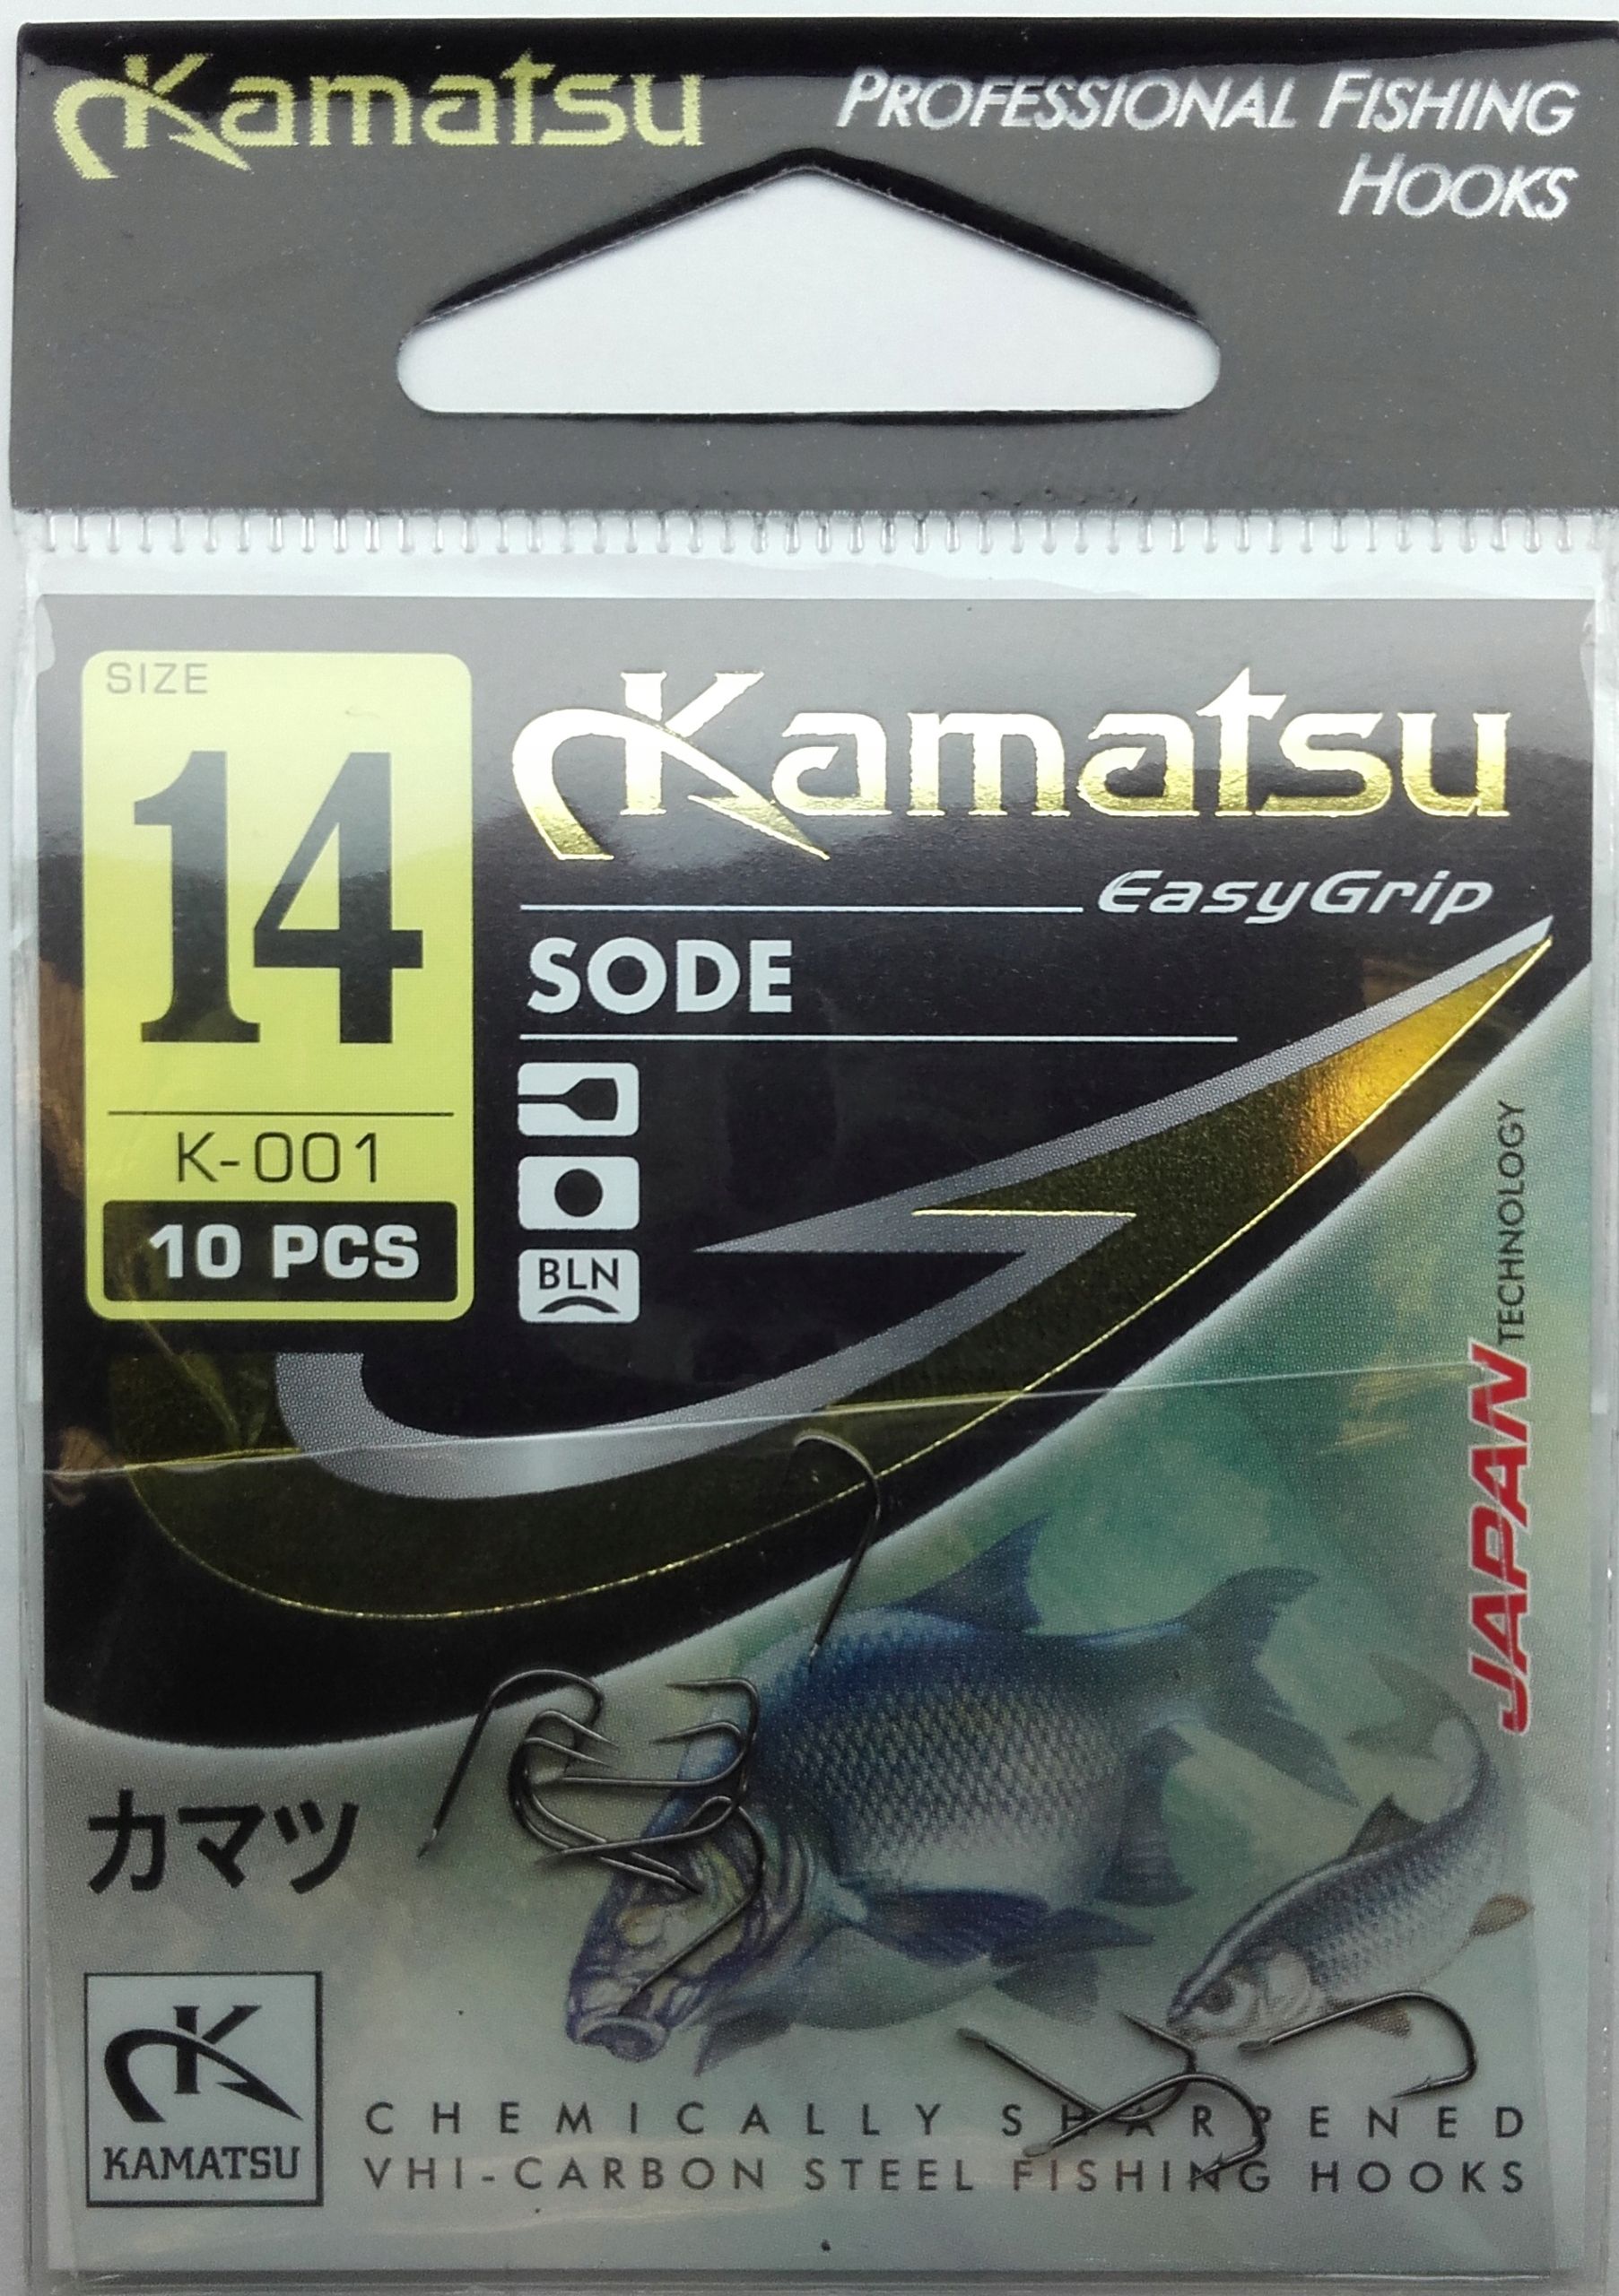 Kamatsu
PROFESSIONAL FISHING
HOOKS
SIZE
14
K-001
10 PCS
Kamatsu
EasyGrip
SODE
BLN
JAPAN TECHNOLOGY
カマツ
K
KAMATSU
CHEMICALLY SHARPENED
VHI-CARBON STEEL FISHING HOOKS